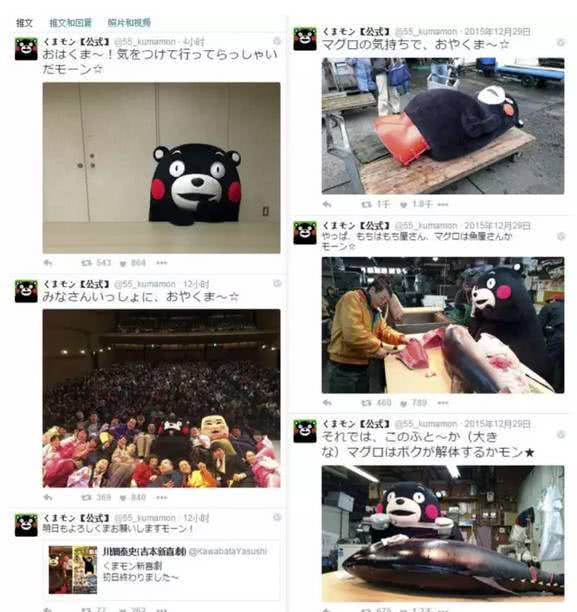 推文 推文和回复 照片和视频
くまモン【公式】 @55_kumamon · 4小时
おはくま〜！気をつけて行ってらっしゃい
だモーン☆
543 864
くまモン【公式】 @55_kumamon · 12小时
みなさんいっしょに、おやくま〜☆
369 840
くまモン【公式】 @55_kumamon · 12小时
明日もよろしくまお願いしますモーン！
川畑泰史(吉本新喜劇) @KawabataYasushi
くまモン新喜劇
初日終わりました〜
77 262
くまモン【公式】 @55_kumamon · 2015年12月29日
マグロの気持ちで、おやくま〜☆
1千 1.8千
くまモン【公式】 @55_kumamon · 2015年12月29日
やっぱ、もちはもち屋さん、マグロは魚屋さんか
モーン☆
460 789
くまモン【公式】 @55_kumamon · 2015年12月29日
それでは、このふと〜か（大き
な）マグロはボクが解体するかモン★
675